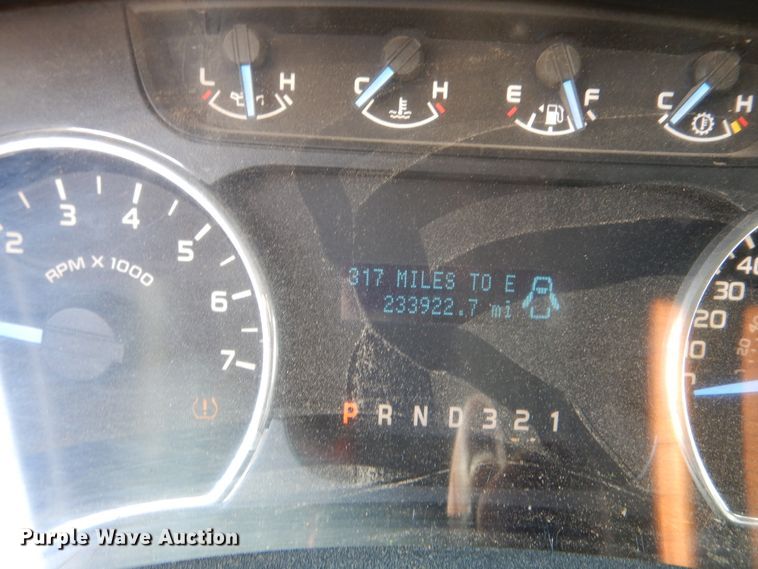 L H C H E F C H
2 3 4 5 6 7
RPM X 1000
317 MILES TO E
233922.7 mi
40
30
20
20
P R N D 3 2 1
Purple Wave Auction